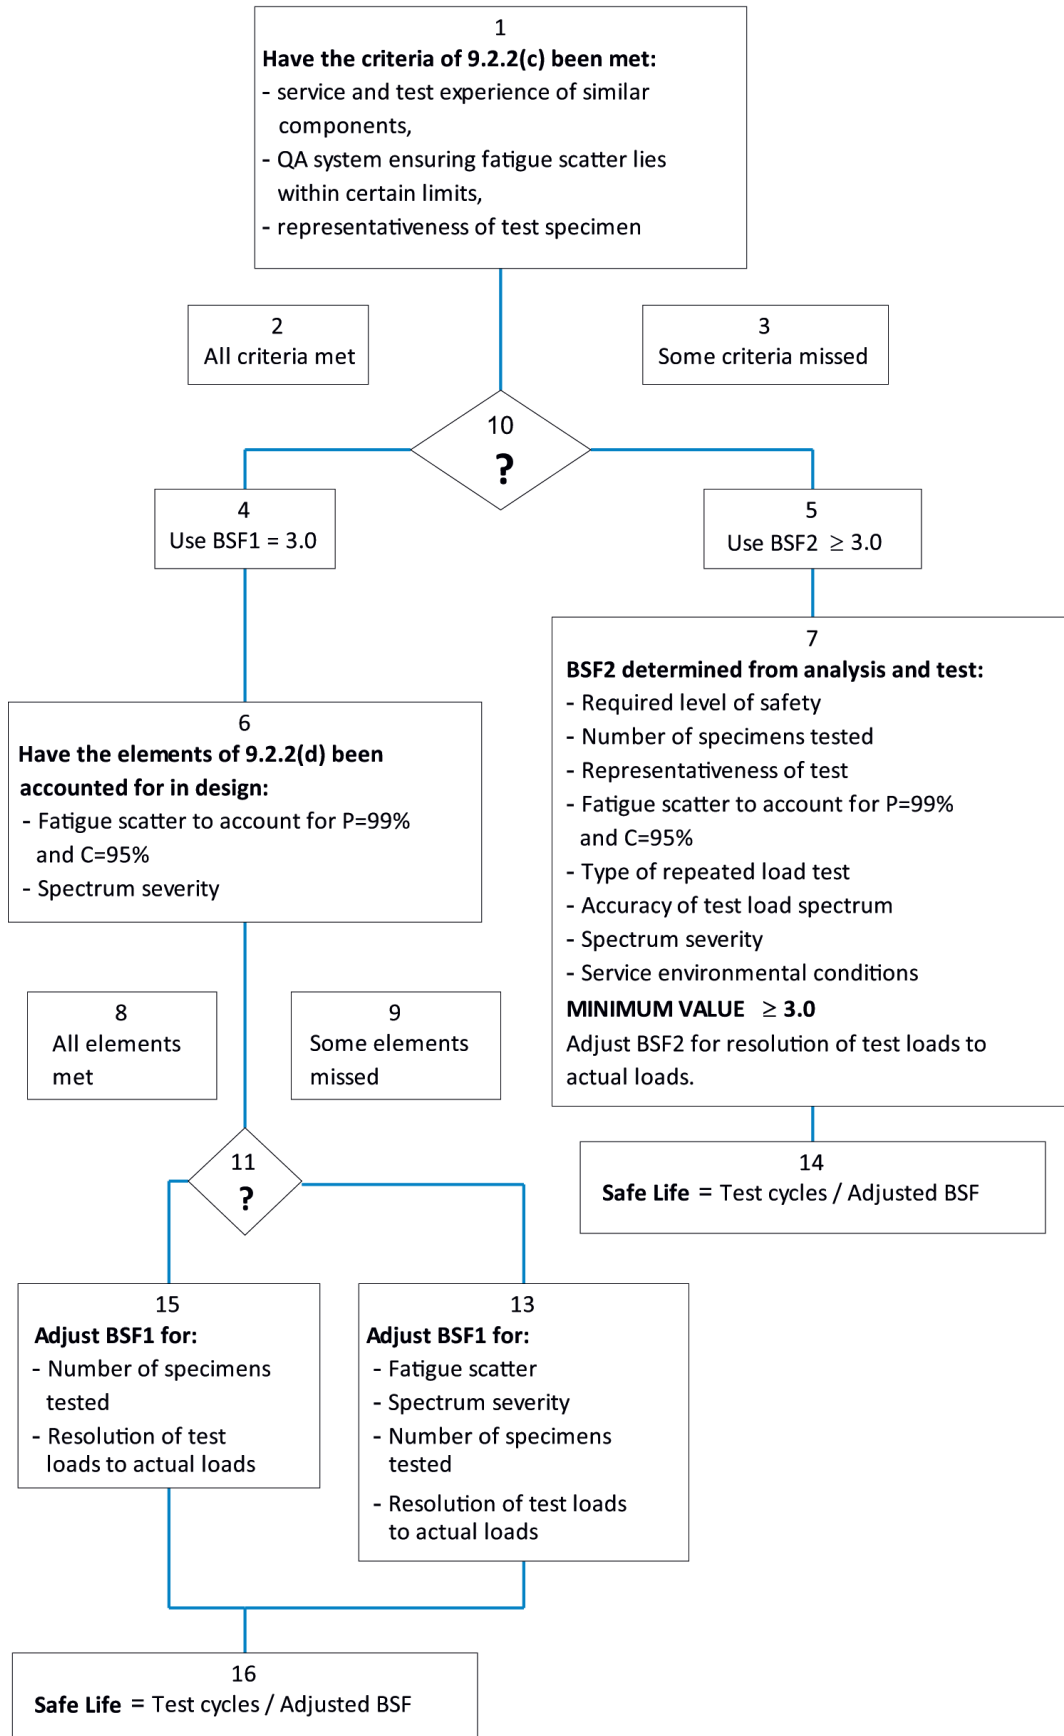 1
Have the criteria of 9.2.2(c) been met:
- service and test experience of similar
components,
- QA system ensuring fatigue scatter lies
within certain limits,
- representativeness of test specimen
2
All criteria met
3
Some criteria missed
10
?
4
Use BSF1 = 3.0
5
Use BSF2 ≥ 3.0
6
Have the elements of 9.2.2(d) been
accounted for in design:
- Fatigue scatter to account for P=99%
and C=95%
- Spectrum severity
7
BSF2 determined from analysis and test:
- Required level of safety
- Number of specimens tested
- Representativeness of test
- Fatigue scatter to account for P=99%
and C=95%
- Type of repeated load test
- Accuracy of test load spectrum
- Spectrum severity
- Service environmental conditions
MINIMUM VALUE ≥ 3.0
Adjust BSF2 for resolution of test loads to
actual loads.
8
All elements
met
9
Some elements
missed
11
?
14
Safe Life = Test cycles / Adjusted BSF
15
Adjust BSF1 for:
- Number of specimens
tested
- Resolution of test
loads to actual loads
13
Adjust BSF1 for:
- Fatigue scatter
- Spectrum severity
- Number of specimens
tested
- Resolution of test loads
to actual loads
16
Safe Life = Test cycles / Adjusted BSF